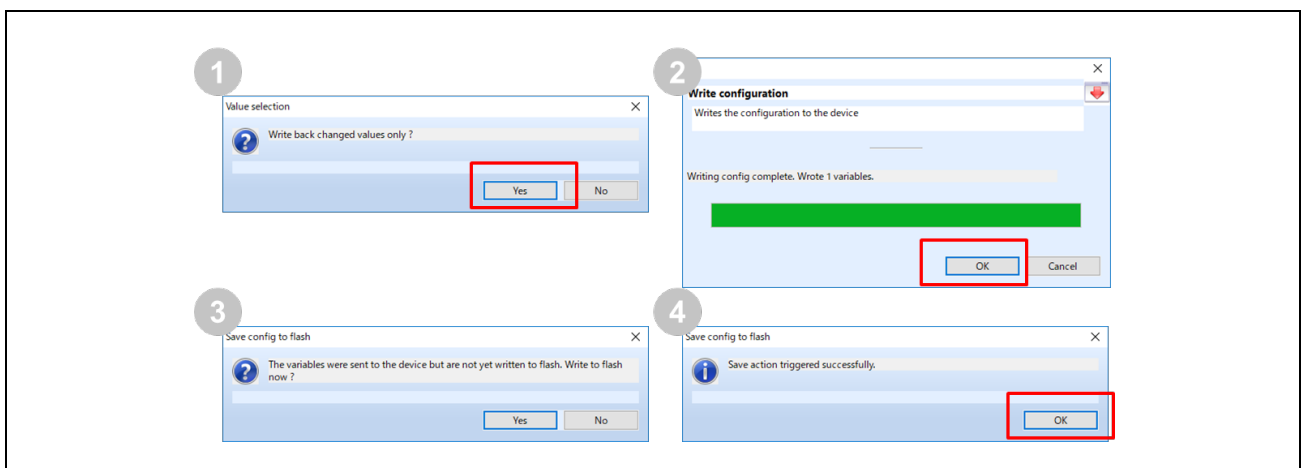 1
Value selection
Write back changed values only ?
Yes No
2
Write configuration
Writes the configuration to the device
Writing config complete. Wrote 1 variables.
OK Cancel
3
Save config to flash
The variables were sent to the device but are not yet written to flash. Write to flash
now ?
Yes No
4
Save config to flash
Save action triggered successfully.
OK